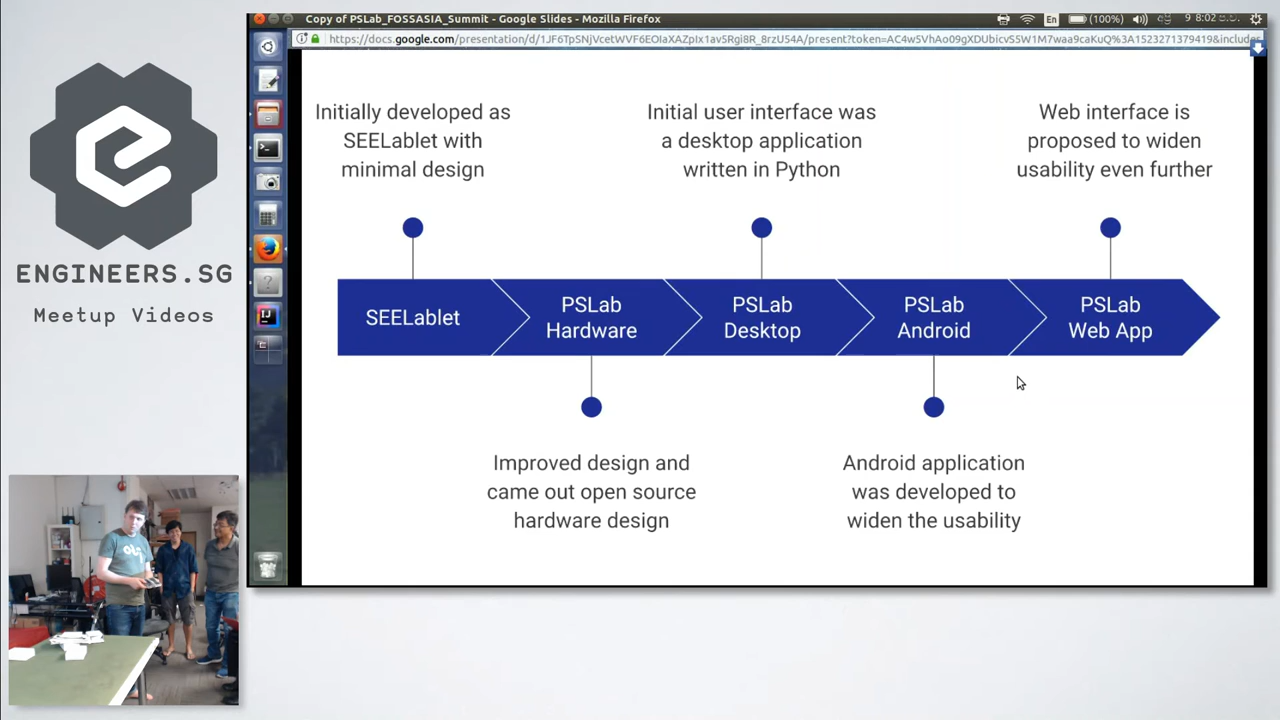 Copy of PSLab_FOSSASIA_Summit - Google Slides - Mozilla Firefox
En
(100%)
ENGINEERS.SG
Meetup Videos
Initially developed as
SEELablet with
minimal design
Initial user interface was
a desktop application
written in Python
Web interface is
proposed to widen
usability even further
SEELablet
PSLab
Hardware
PSLab
Desktop
PSLab
Android
PSLab
Web App
Improved design and
came out open source
hardware design
Android application
was developed to
widen the usability